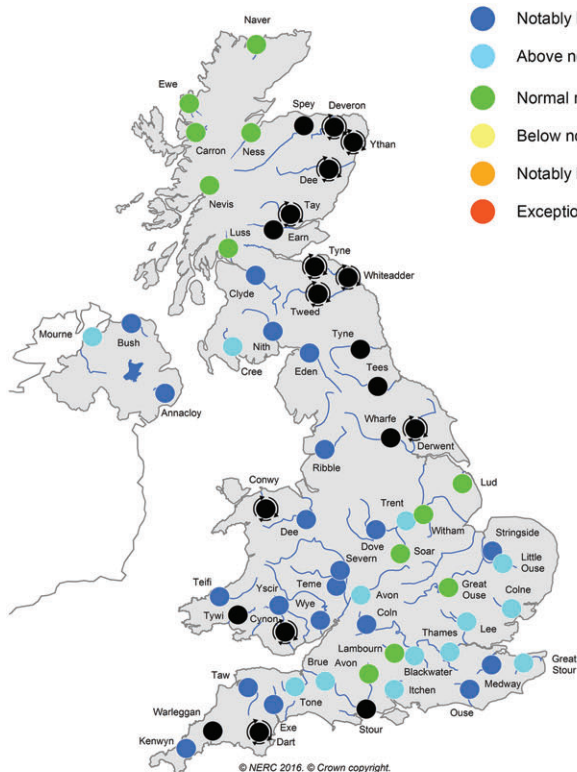 Naver
Notably
Above
Normal
Below
Notably
Ewe
Spey
Deveron
Carron
Ness
Ythan
Dee
Nevis
Tay
Luss
Earn
Tyne
Whiteadder
Clyde
Tweed
Mourne
Bush
Nith
Tyne
Cree
Eden
Tees
Annacloy
Wharfe
Derwent
Ribble
Conwy
Lud
Trent
Dee
Witham
Stringside
Dove
Soar
Severn
Little
Ouse
Teifi
Yscir
Teme
Avon
Great
Ouse
Colne
Tywi
Cynon
Wye
Coln
Thames
Lee
Lambourn
Brue
Avon
Blackwater
Great
Stour
Taw
Medway
Itchen
Tone
Ouse
Warleggan
Exe
Stour
Kenwyn
Dart
© NERC 2016. © Crown copyright.